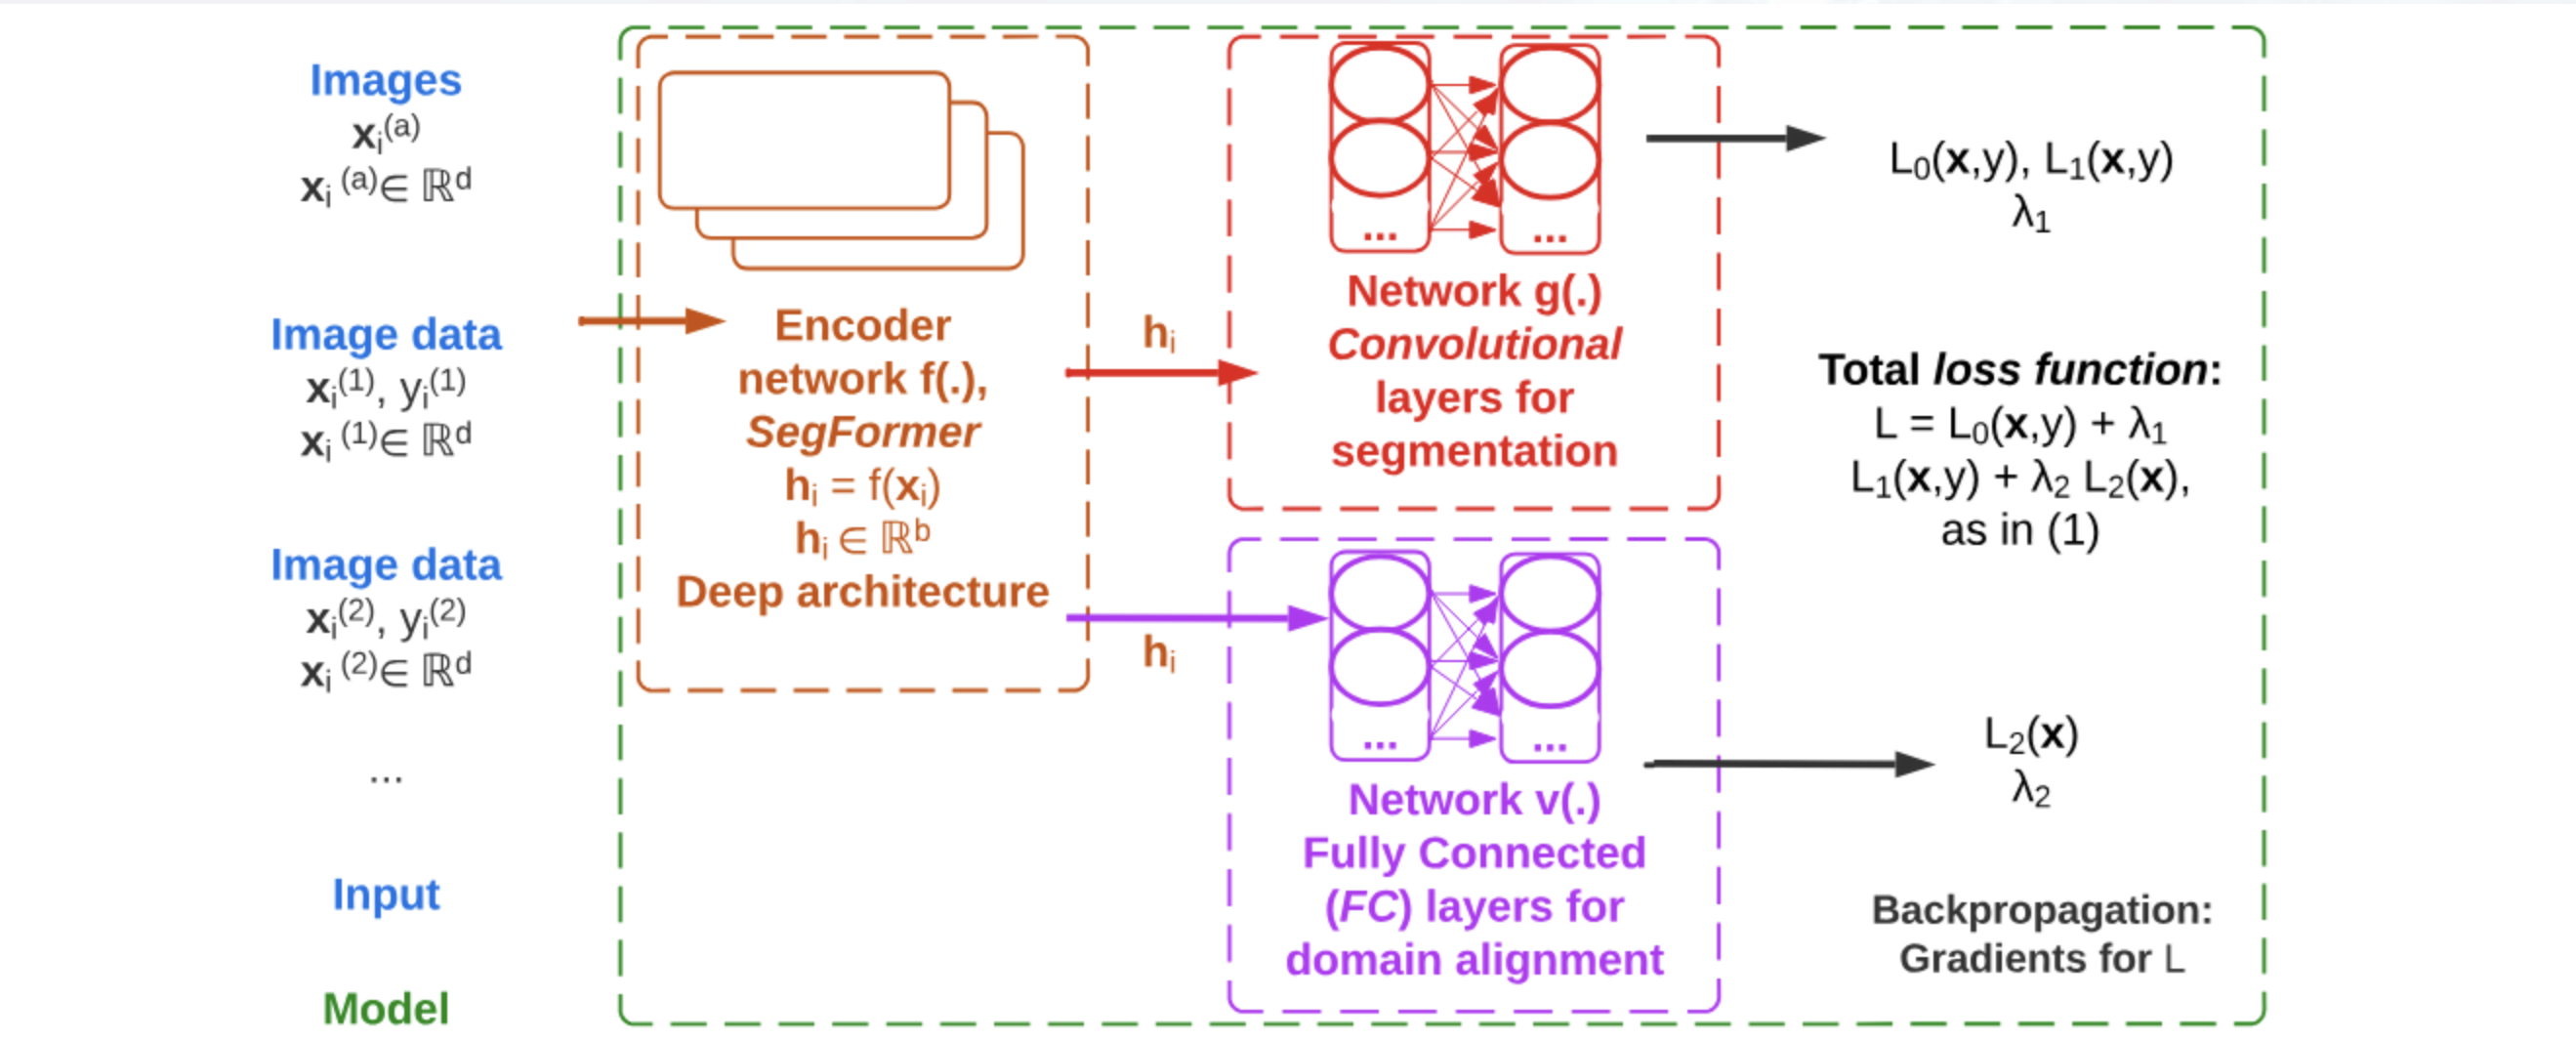 Images
xᵢ⁽ᵃ⁾
xᵢ ⁽ᵃ⁾∈ ℝᵈ
Image data
xᵢ⁽¹⁾, yᵢ⁽¹⁾
xᵢ ⁽¹⁾∈ ℝᵈ
Image data
xᵢ⁽²⁾, yᵢ⁽²⁾
xᵢ ⁽²⁾∈ ℝᵈ
...
Input
Model
Encoder
network f(.),
SegFormer
hᵢ = f(xᵢ)
hᵢ ∈ ℝᵇ
Deep architecture
hᵢ
hᵢ
...
...
Network g(.)
Convolutional
layers for
segmentation
...
...
Network v(.)
Fully Connected
(FC) layers for
domain alignment
L₀(x,y), L₁(x,y)
λ₁
Total loss function:
L = L₀(x,y) + λ₁
L₁(x,y) + λ₂ L₂(x),
as in (1)
L₂(x)
λ₂
Backpropagation:
Gradients for L